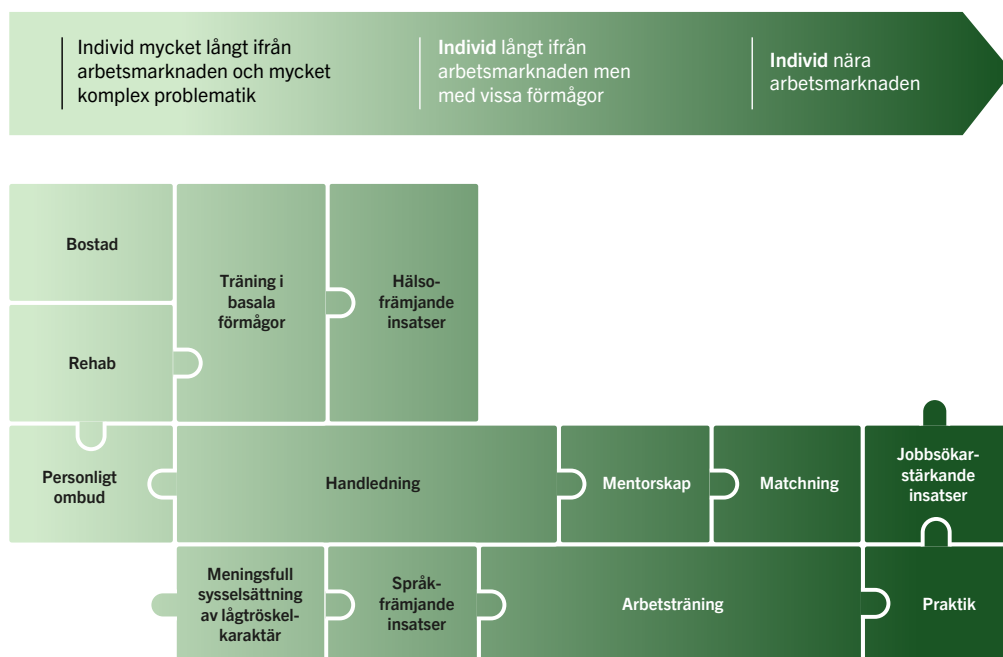 Individ mycket långt ifrån
arbetsmarknaden och mycket
komplex problematik
Individ långt ifrån
arbetsmarknaden men
med vissa förmågor
Individ nära
arbetsmarknaden
Bostad
Rehab
Träning i
basala
förmågor
Hälso-
främjande
insatser
Personligt
ombud
Handledning
Mentorskap
Matchning
Jobbsökar-
stärkande
insatser
Meningsfull
sysselsättning
av lågtröskel-
karaktär
Språk-
främjande
insatser
Arbetsträning
Praktik